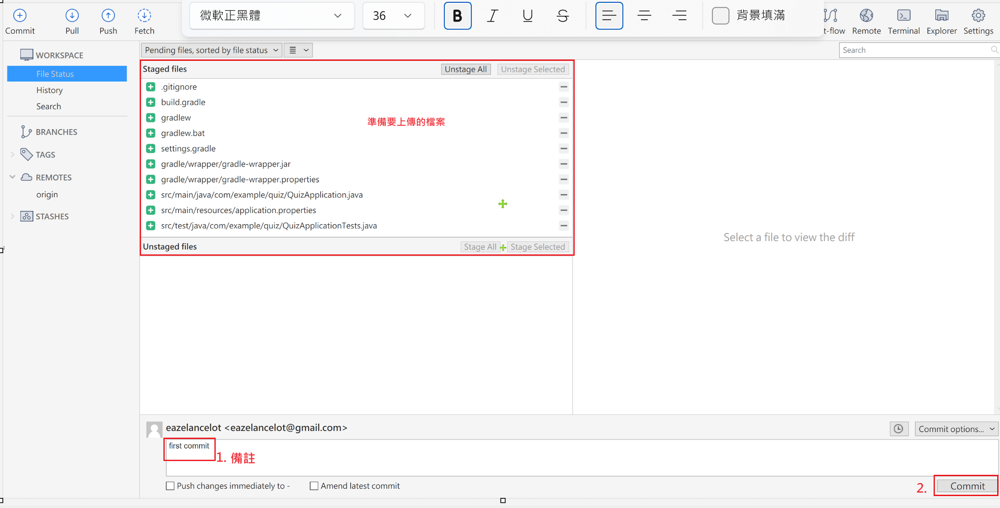 微軟正黑體 36 B I U S 背景填滿
Commit Pull Push Fetch t-flow Remote Terminal Explorer Settings
WORKSPACE
File Status
History
Search
BRANCHES
TAGS
REMOTES
origin
STASHES
Pending files, sorted by file status
Search
Staged files Unstage All Unstage Selected
.gitignore
build.gradle
gradlew
準備要上傳的檔案
gradlew.bat
settings.gradle
gradle/wrapper/gradle-wrapper.jar
gradle/wrapper/gradle-wrapper.properties
src/main/java/com/example/quiz/QuizApplication.java
src/main/resources/application.properties
src/test/java/com/example/quiz/QuizApplicationTests.java
Unstaged files Stage All Stage Selected
Select a file to view the diff
eazelancelot <eazelancelot@gmail.com>
Commit options...
first commit
1. 備註
Push changes immediately to - Amend latest commit
2. Commit